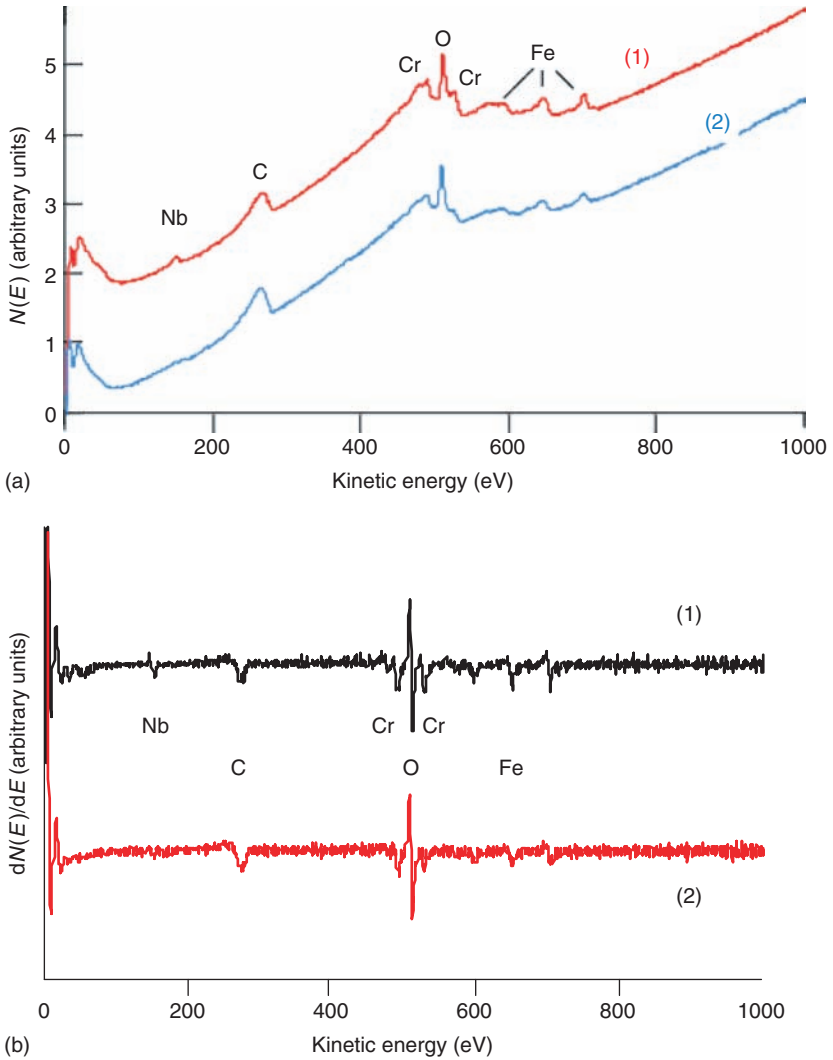 O
Cr
Cr
Fe
(1)
(2)
C
Nb
5
4
3
2
1
0
N(E) (arbitrary units)
0 200 400 600 800 1000
(a) Kinetic energy (eV)
(1)
Nb Cr Cr
C O Fe
(2)
dN(E)/dE (arbitrary units)
0 200 400 600 800 1000
(b) Kinetic energy (eV)